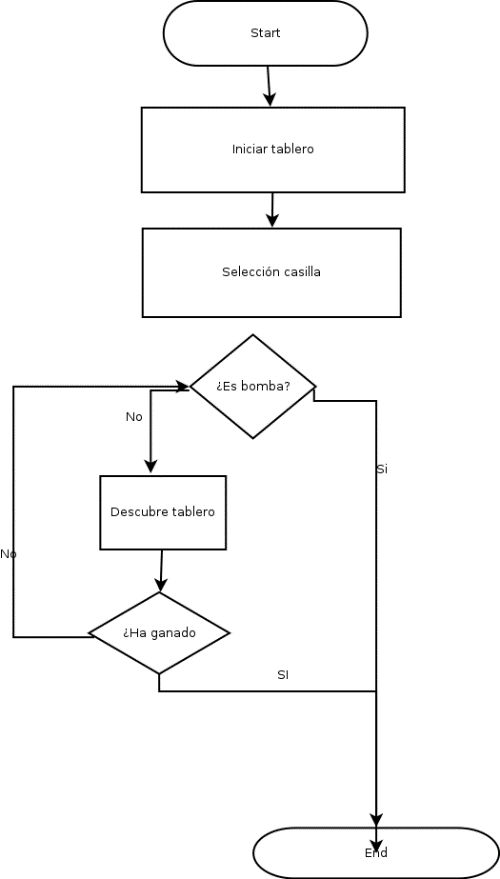 Start
Iniciar tablero
Selección casilla
¿Es bomba?
No
Si
Descubre tablero
No
¿Ha ganado
SI
End